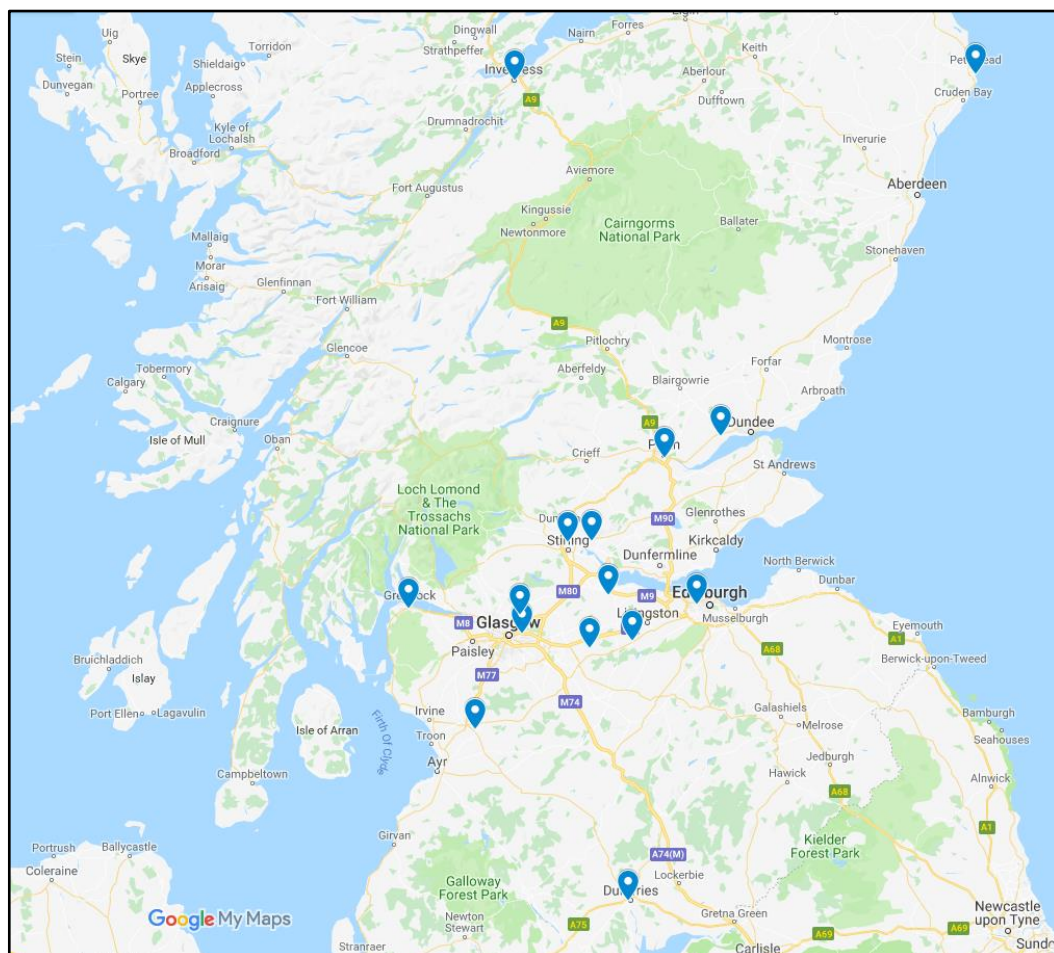 Uig
Stein
Skye
Dunvegan
Portree
Torridon
Shieldaig
Applecross
Kyle of
Lochalsh
Broadford
Dingwall
Strathpeffer
Nairn
Forres
Elgin
Keith
Aberlour
Dufftown
Cruden Bay
A9
Drumnadrochit
Inverurie
Fort Augustus
Aviemore
Aberdeen
Kingussie
Newtonmore
Cairngorms
National Park
Ballater
Mallaig
Morar
Arisaig
Stonehaven
Glenfinnan
Fort William
A9
Glencoe
Pitlochry
Montrose
Forfar
Tobermory
Calgary
Aberfeldy
Blairgowrie
Arbroath
Craignure
Isle of Mull
Oban
A9
Dundee
Crieff
St Andrews
Loch Lomond
& The
Trossachs
National Park
M90
Glenrothes
Kirkcaldy
Dunfermline
North Berwick
Dunbar
M80
M9
Musselburgh
Eyemouth
A1
Berwick-upon-Tweed
M8
Glasgow
Paisley
A68
Bruichladdich
Islay
Port Ellen
Lagavulin
M77
M74
Irvine
Troon
Isle of Arran
Firth Of Clyde
Ayr
Galashiels
Melrose
Bamburgh
Seahouses
Jedburgh
Hawick
Alnwick
Campbeltown
A68
A1
Girvan
Kielder
Forest Park
Portrush
Ballycastle
Coleraine
A74(M)
Lockerbie
Galloway
Forest Park
Google My Maps
Newton
Stewart
A75
Gretna Green
Newcastle
upon Tyne
A69
A69
Stranraer
Carlisle